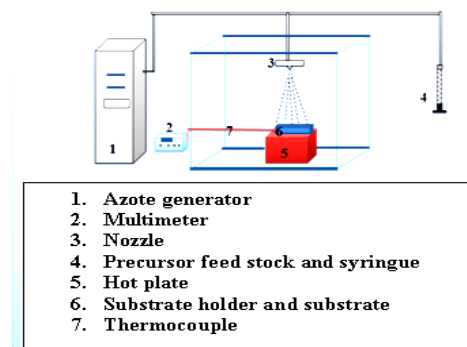 3
4
2
7
6
1
5
1. Azote generator
2. Multimeter
3. Nozzle
4. Precursor feed stock and syringue
5. Hot plate
6. Substrate holder and substrate
7. Thermocouple